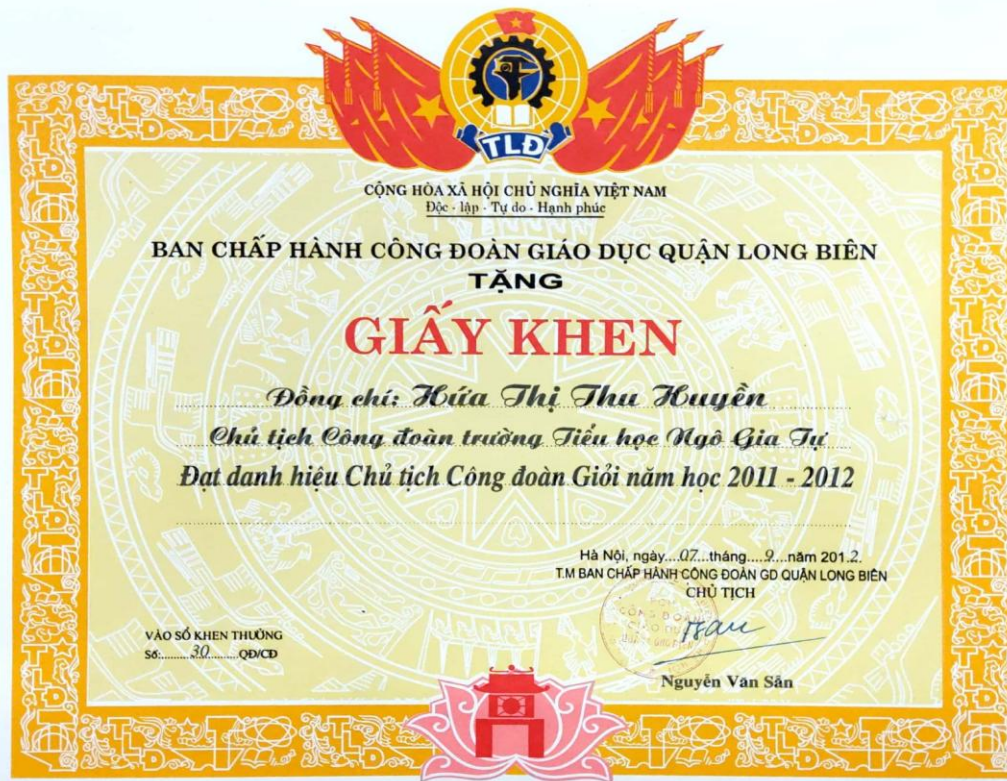 TLĐ
CỘNG HÒA XÃ HỘI CHỦ NGHĨA VIỆT NAM
Độc - lập - Tự do - Hạnh phúc
BAN CHẤP HÀNH CÔNG ĐOÀN GIÁO DỤC QUẬN LONG BIÊN
TẶNG
GIẤY KHEN
Đồng chí: Hứa Thị Thu Huyền
Chủ tịch Công đoàn trường Tiểu học Ngô Gia Tự
Đạt danh hiệu Chủ tịch Công đoàn Giỏi năm học 2011 - 2012
Hà Nội, ngày....07...tháng....9....năm 2012.
T.M BAN CHẤP HÀNH CÔNG ĐOÀN GD QUẬN LONG BIÊN
CHỦ TỊCH
CÔNG ĐOÀN
VÀO SỔ KHEN THƯỞNG
Số:.........30........QĐ/CĐ
Nguyễn Văn Sẵn